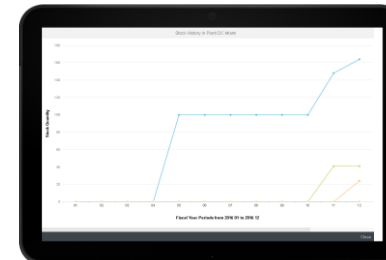 Stock History in Plant DC Miami
180
160
140
120
100
80
60
40
20
0
Stock Quantity
01 02 03 04 05 06 07 08 09 10 11 12
Fiscal Year Periods from 2016 01 to 2016 12
Close